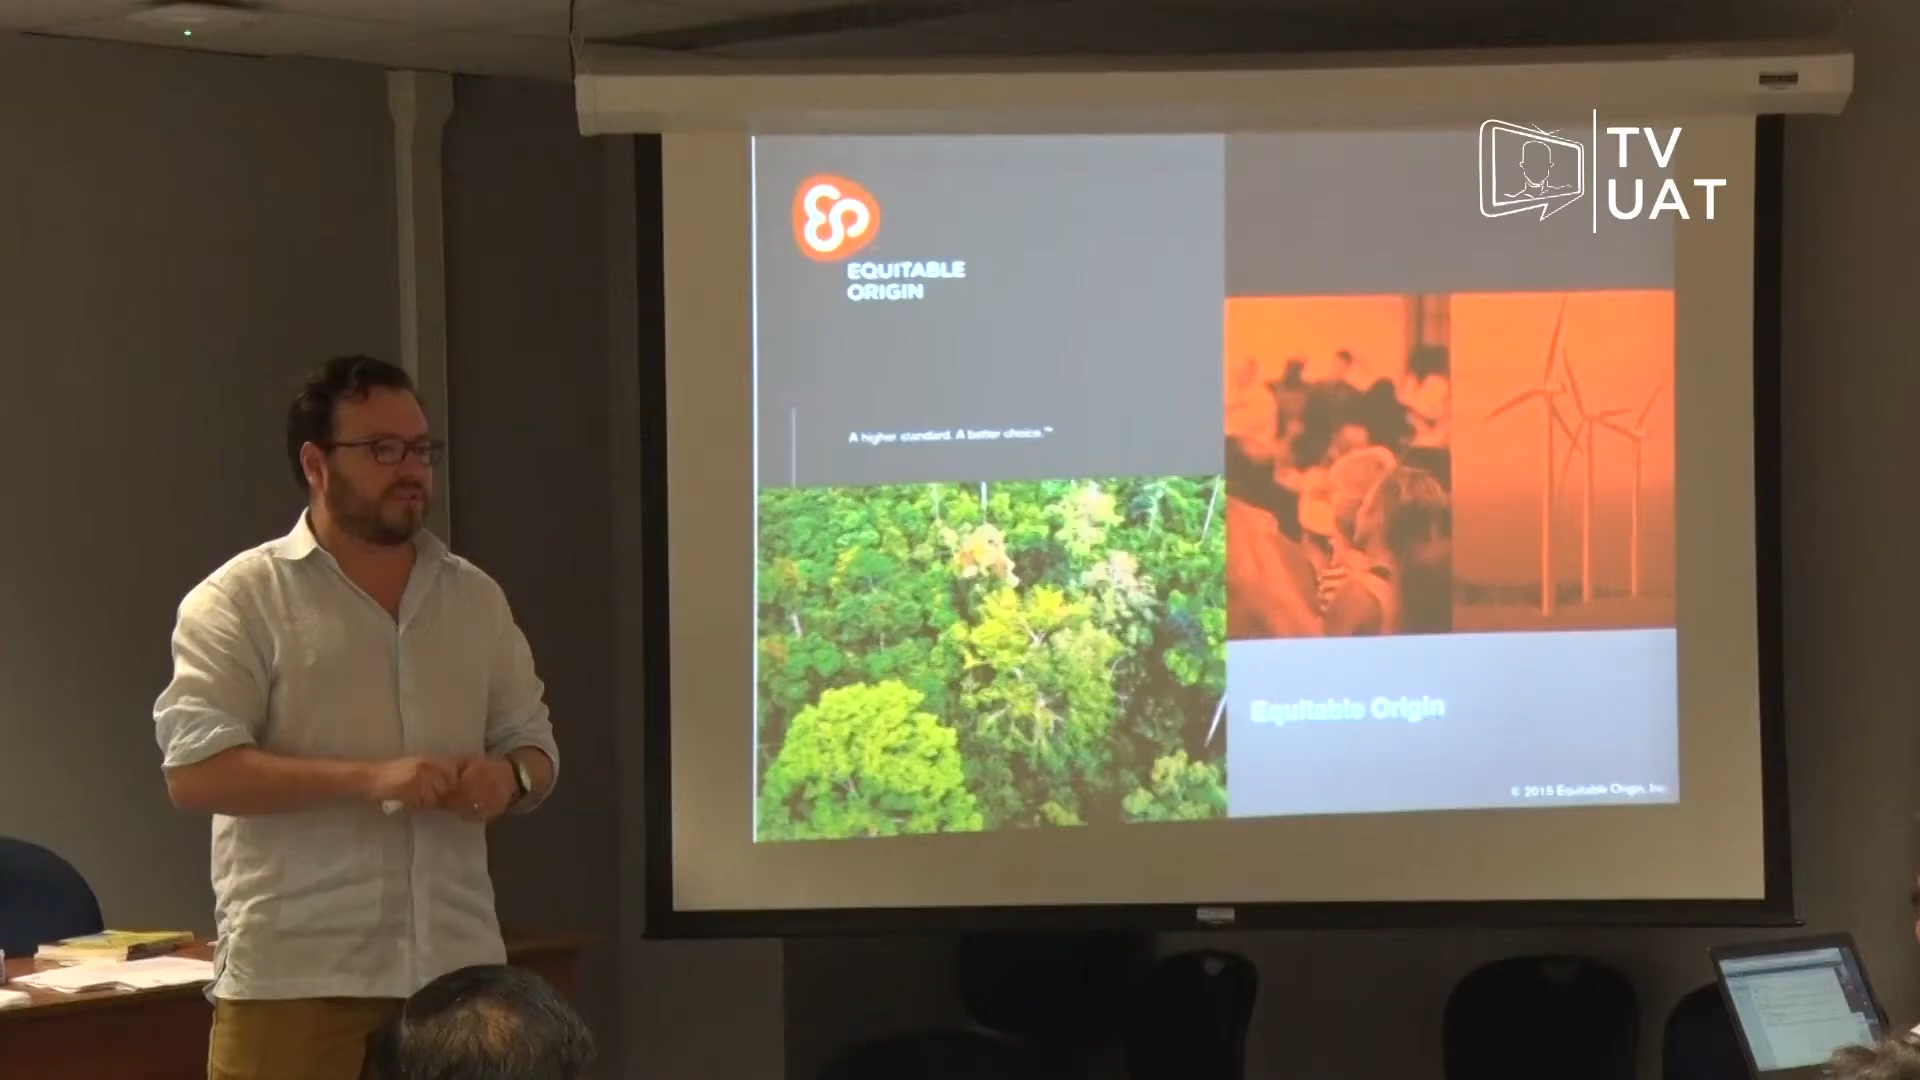 TV
UAT
EQUITABLE
ORIGIN
A higher standard. A better choice.™
Equitable Origin
© 2015 Equitable Origin, Inc.